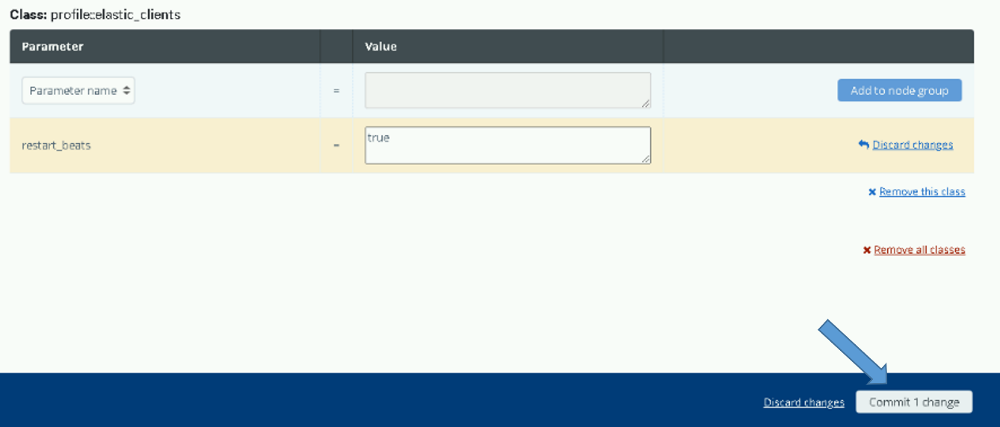 Class: profile::elastic_clients
Parameter Value
Parameter name = Add to node group
restart_beats = true Discard changes
Remove this class
Remove all classes
Discard changes Commit 1 change